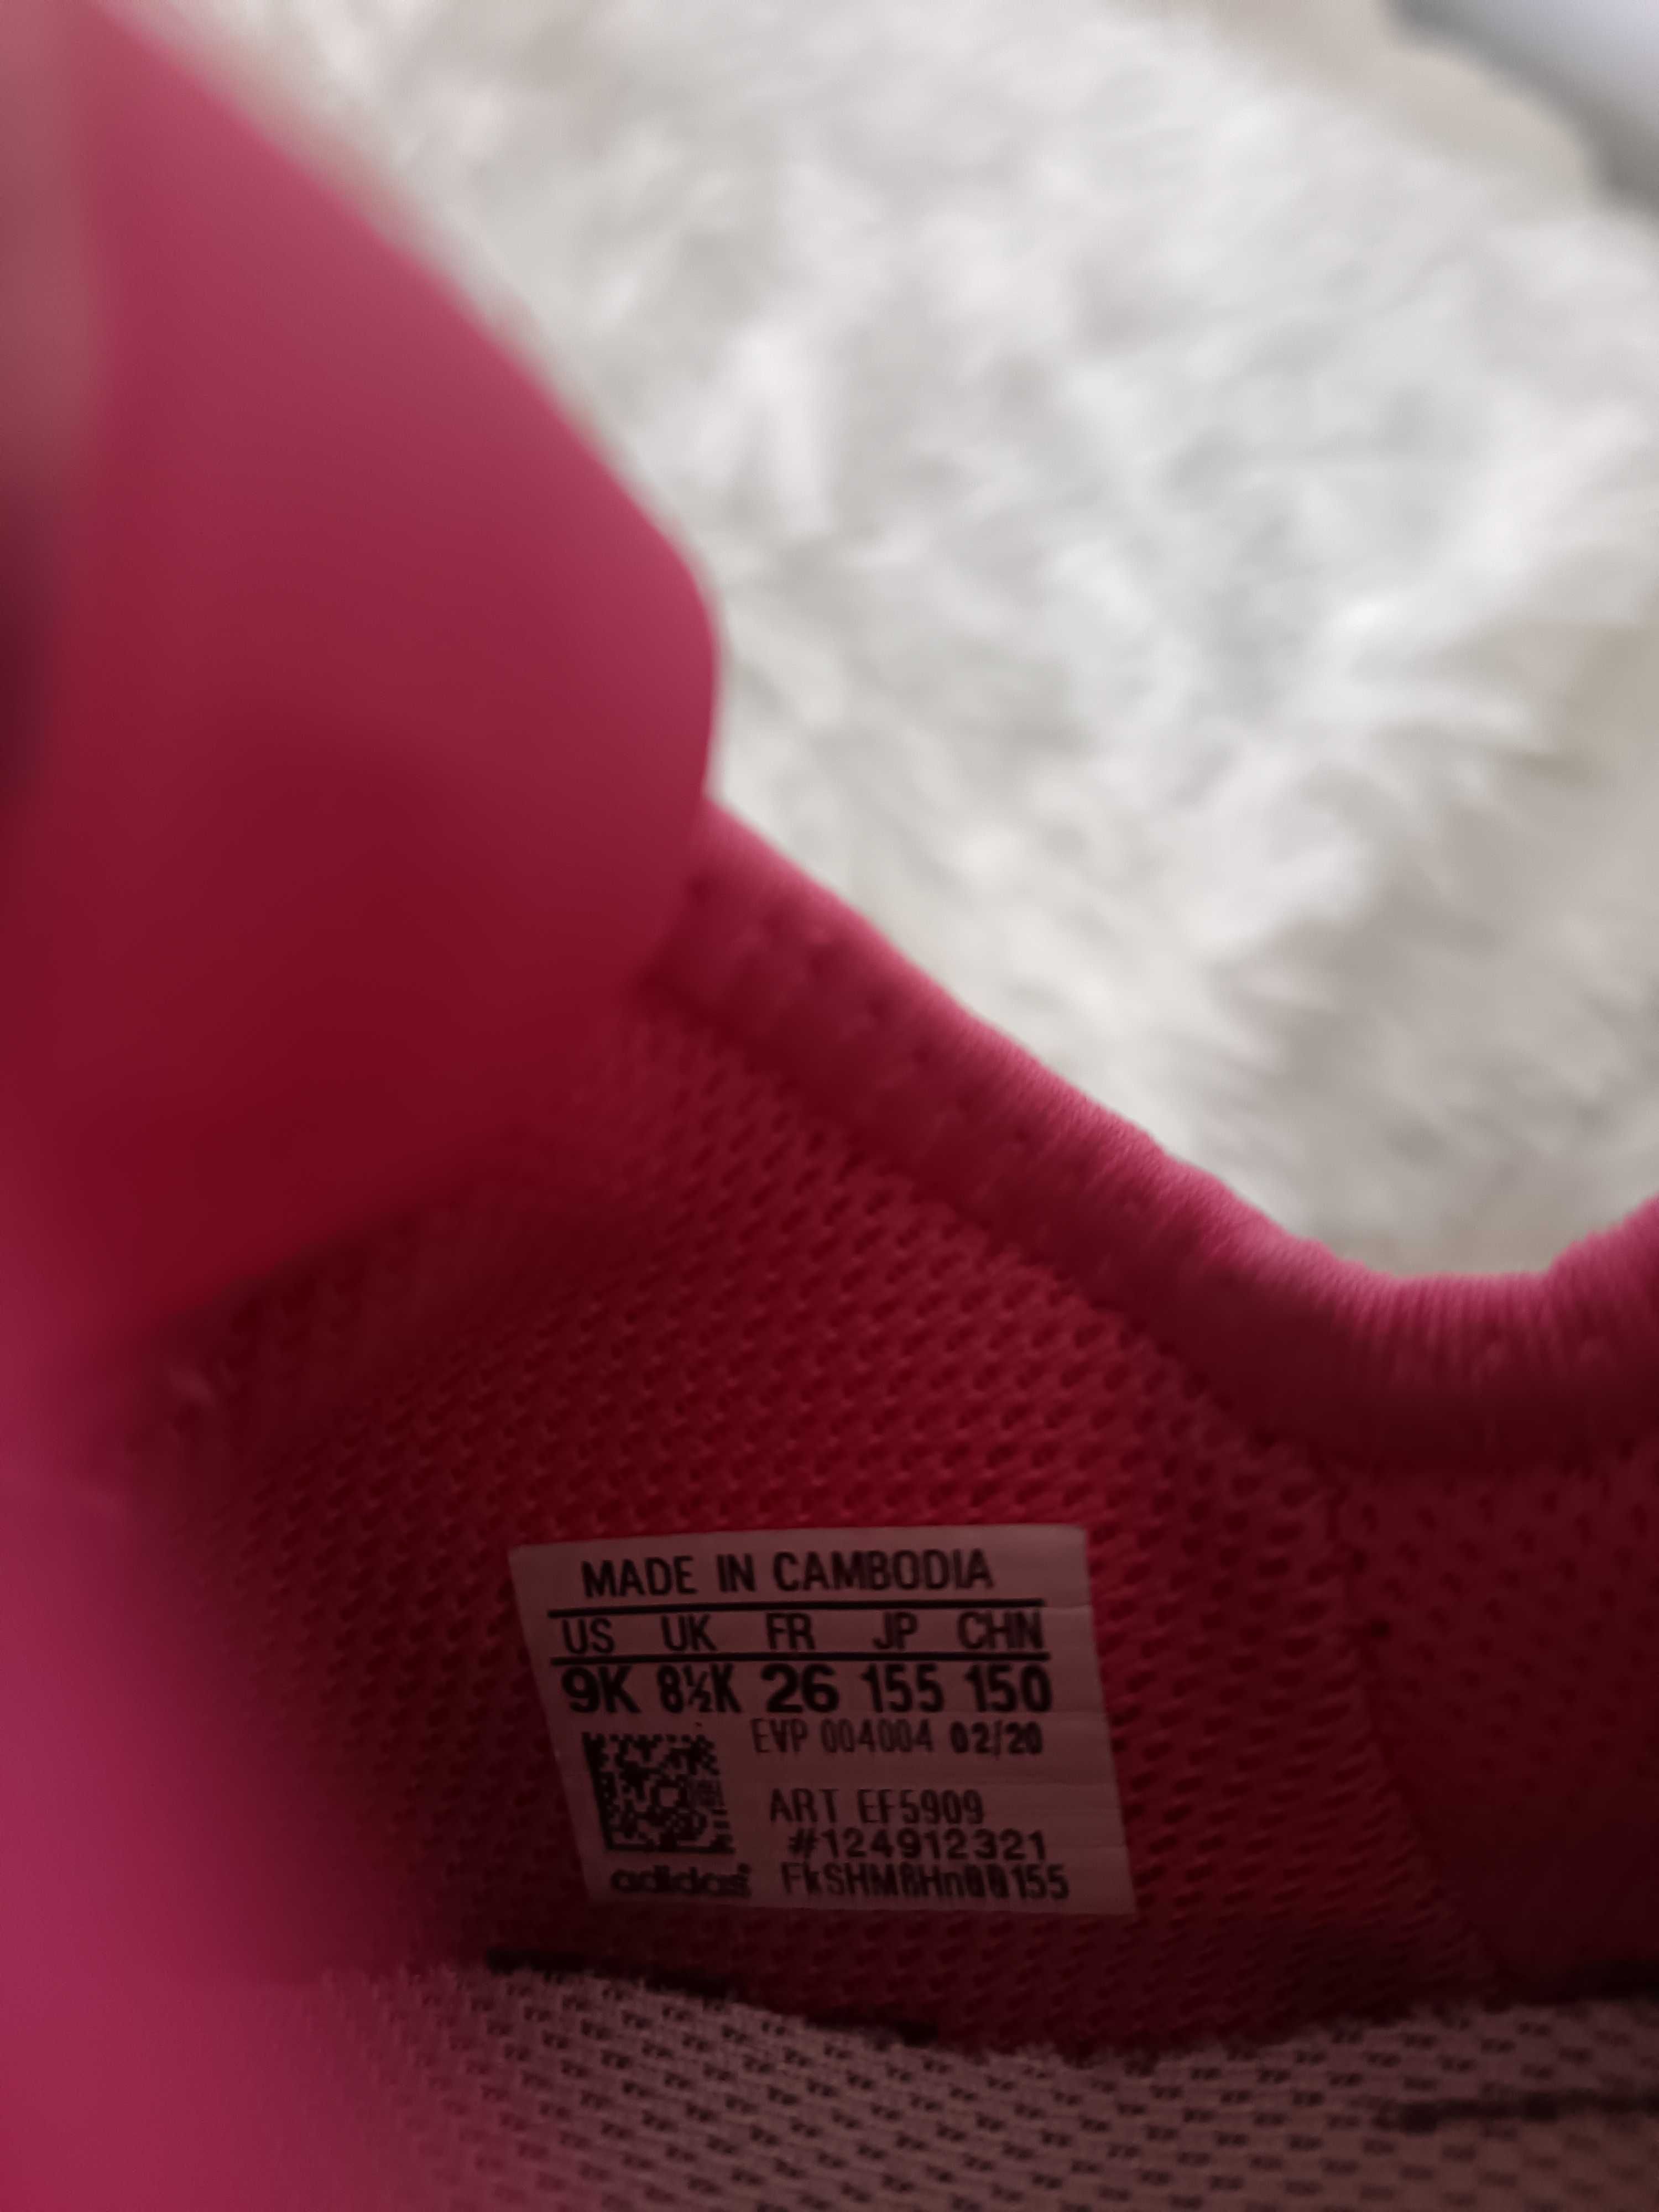 MADE IN CAMBODIA
US UK FR JP CHN
9K 8½K 26 155 150
EVP 004004 02/20
ART EF5909
#124912321
adidas FkSHM8Hn00155